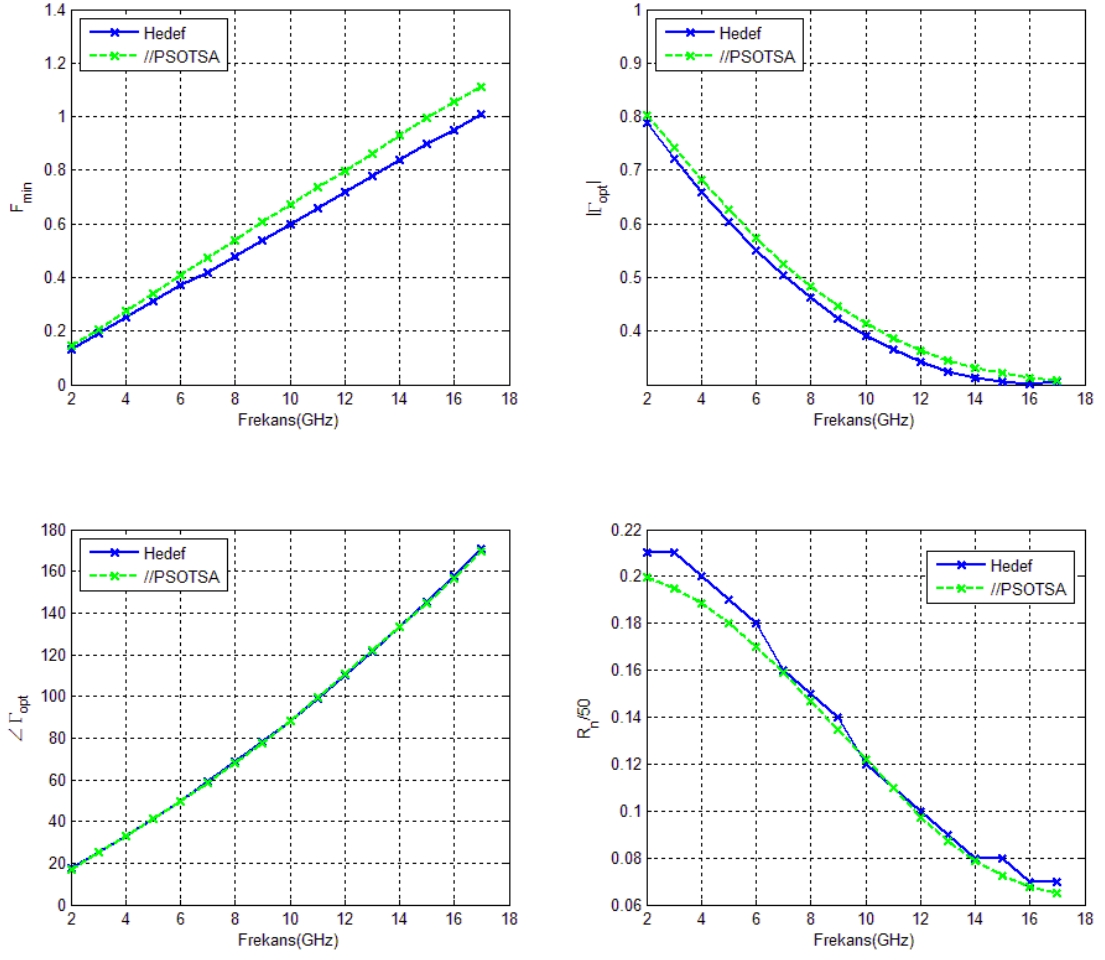 1.4
1.2
1
0.8
0.6
0.4
0.2
0
F_min
Hedef
//PSOTSA
2 4 6 8 10 12 14 16 18
Frekans(GHz)
1
0.9
0.8
0.7
0.6
0.5
0.4
|Γ_opt|
Hedef
//PSOTSA
2 4 6 8 10 12 14 16 18
Frekans(GHz)
180
160
140
120
100
80
60
40
20
0
∠ Γ_opt
Hedef
//PSOTSA
2 4 6 8 10 12 14 16 18
Frekans(GHz)
0.22
0.2
0.18
0.16
0.14
0.12
0.1
0.08
0.06
R_n/50
Hedef
//PSOTSA
2 4 6 8 10 12 14 16 18
Frekans(GHz)